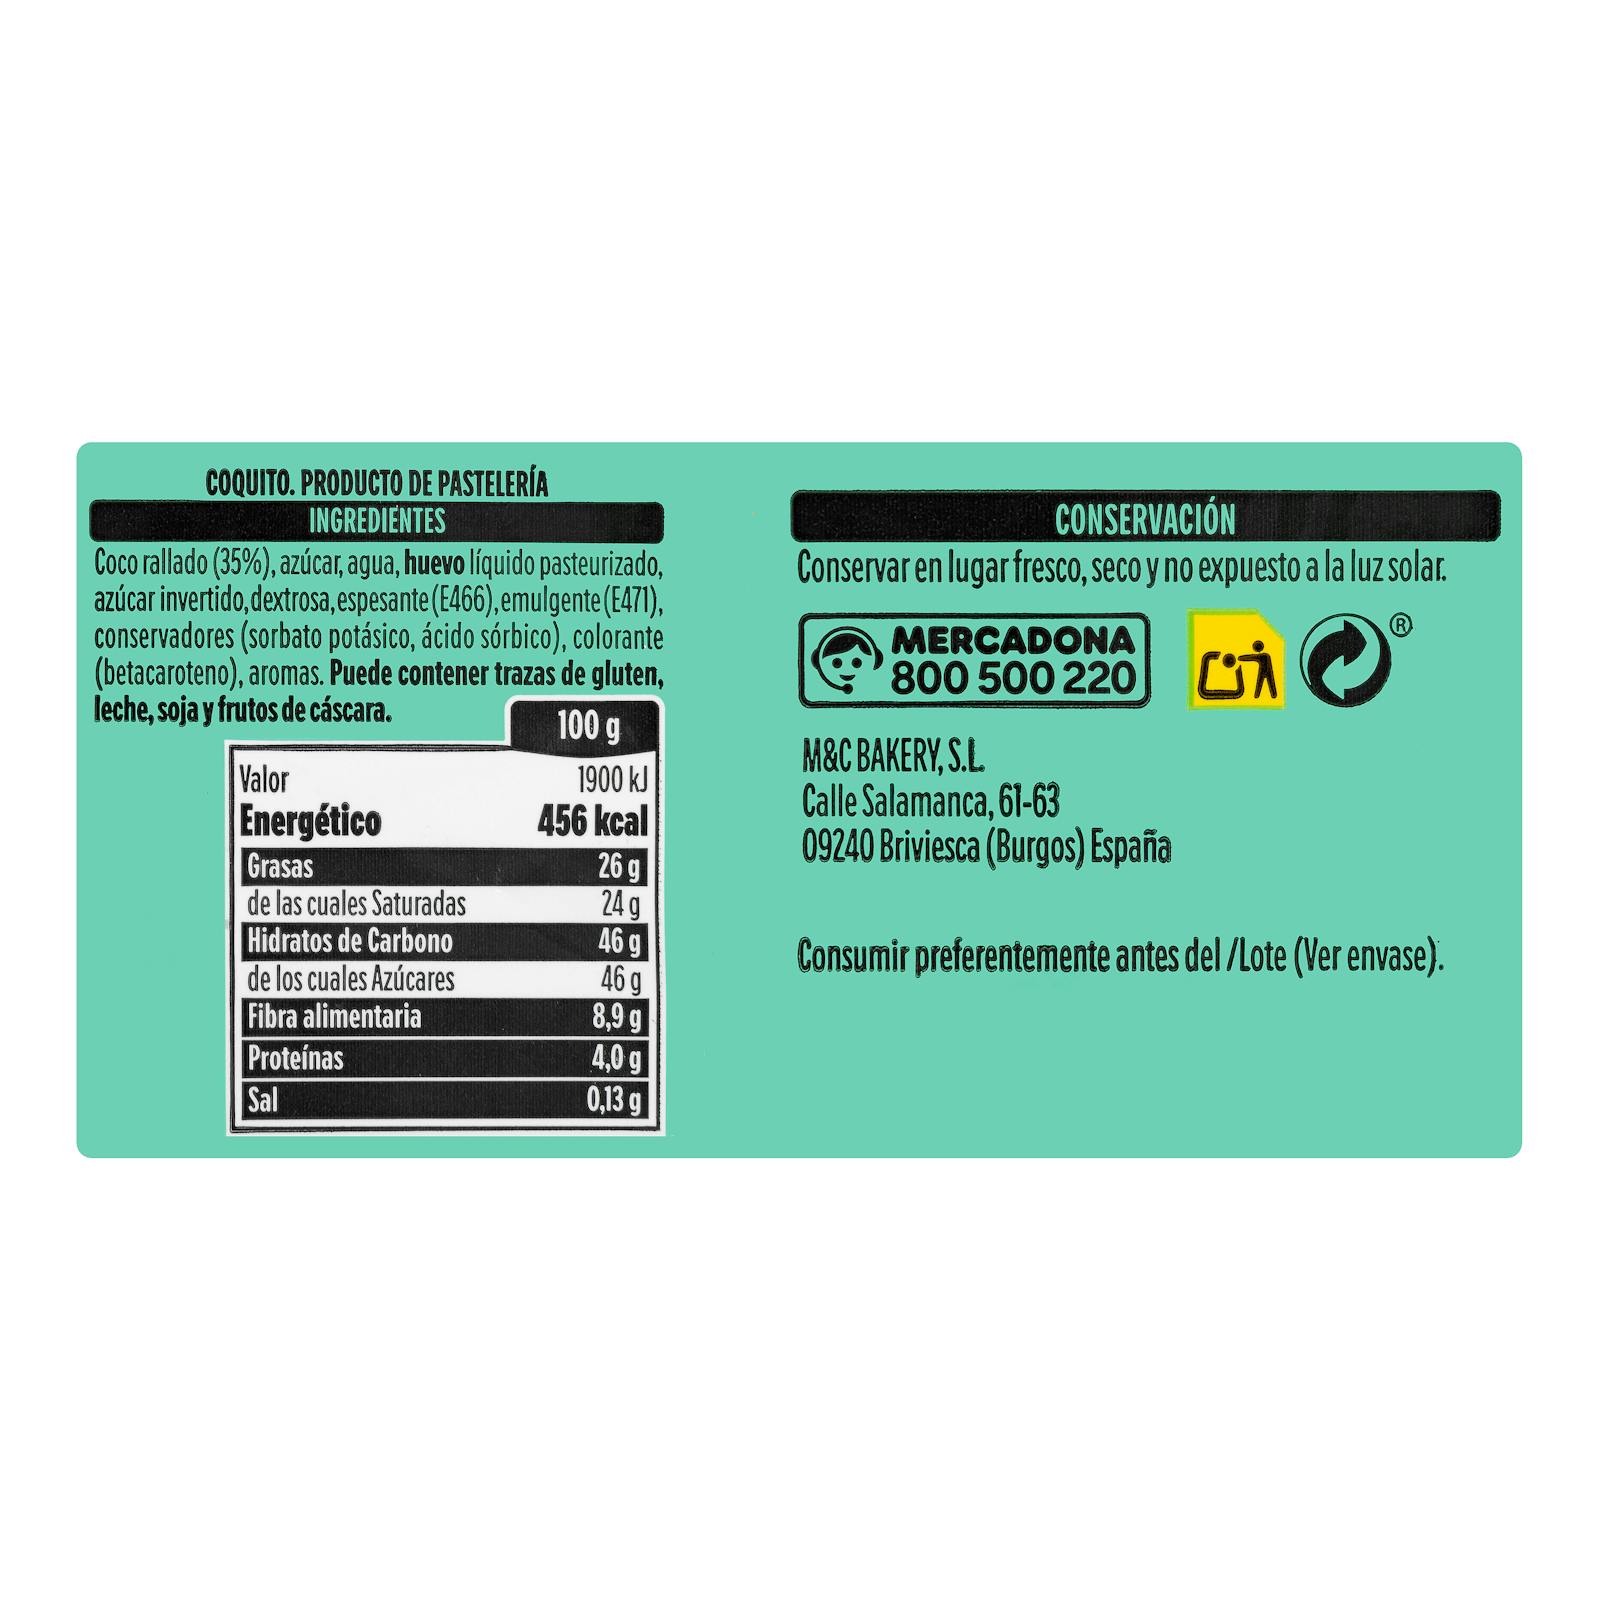 COQUITO. PRODUCTO DE PASTELERÍA
INGREDIENTES
Coco rallado (35%), azúcar, agua, huevo líquido pasteurizado,
azúcar invertido, dextrosa, espesante (E466), emulgente (E471),
conservadores (sorbato potásico, ácido sórbico), colorante
(betacaroteno), aromas. Puede contener trazas de gluten,
leche, soja y frutos de cáscara.
100 g
Valor 1900 kJ
Energético 456 kcal
Grasas 26 g
de las cuales Saturadas 24 g
Hidratos de Carbono 46 g
de los cuales Azúcares 46 g
Fibra alimentaria 8,9 g
Proteínas 4,0 g
Sal 0,13 g
CONSERVACIÓN
Conservar en lugar fresco, seco y no expuesto a la luz solar.
MERCADONA
800 500 220
®
M&C BAKERY, S.L.
Calle Salamanca, 61-63
09240 Briviesca (Burgos) España
Consumir preferentemente antes del /Lote (Ver envase).